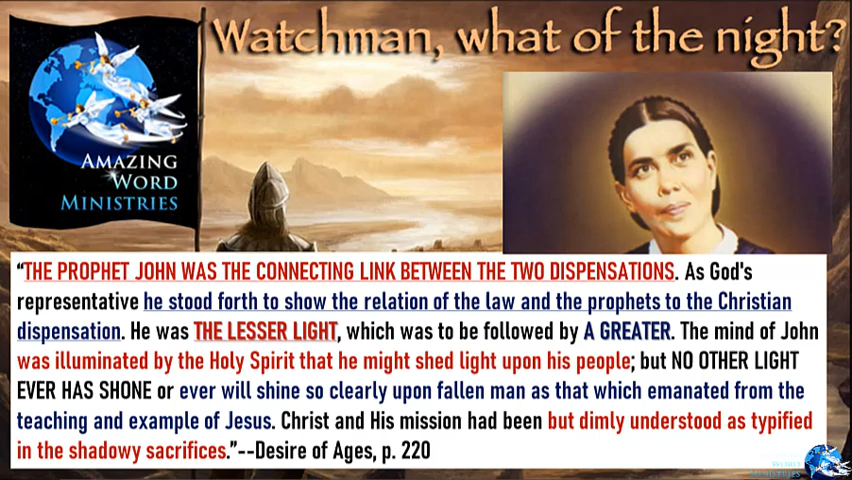 Watchman, what of the night?
AMAZING
WORD
MINISTRIES
“THE PROPHET JOHN WAS THE CONNECTING LINK BETWEEN THE TWO DISPENSATIONS. As God's
representative he stood forth to show the relation of the law and the prophets to the Christian
dispensation. He was THE LESSER LIGHT, which was to be followed by A GREATER. The mind of John
was illuminated by the Holy Spirit that he might shed light upon his people; but NO OTHER LIGHT
EVER HAS SHONE or ever will shine so clearly upon fallen man as that which emanated from the
teaching and example of Jesus. Christ and His mission had been but dimly understood as typified
in the shadowy sacrifices.”--Desire of Ages, p. 220
MINISTRIES